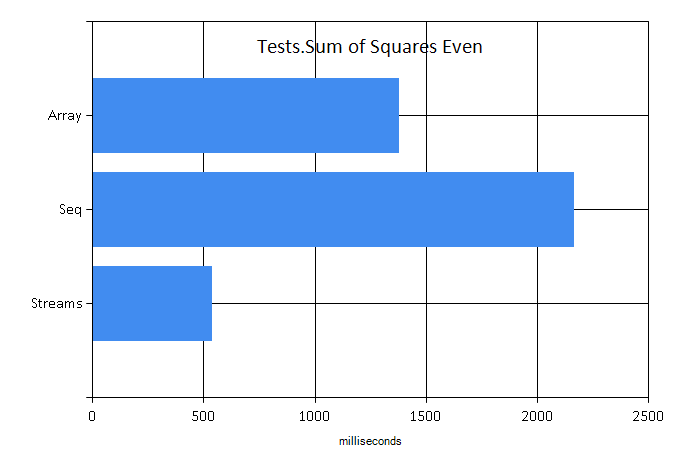 Tests.Sum of Squares Even
Array
Seq
Streams
0 500 1000 1500 2000 2500
milliseconds